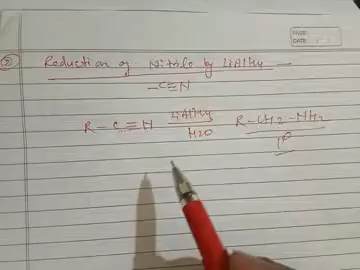 ② Reduction of Nitrile by LiAlH4 —
—C≡N
R — C ≡ N LiAlH4 R—CH2—NH2
H2O 1°
PAGE
DATE